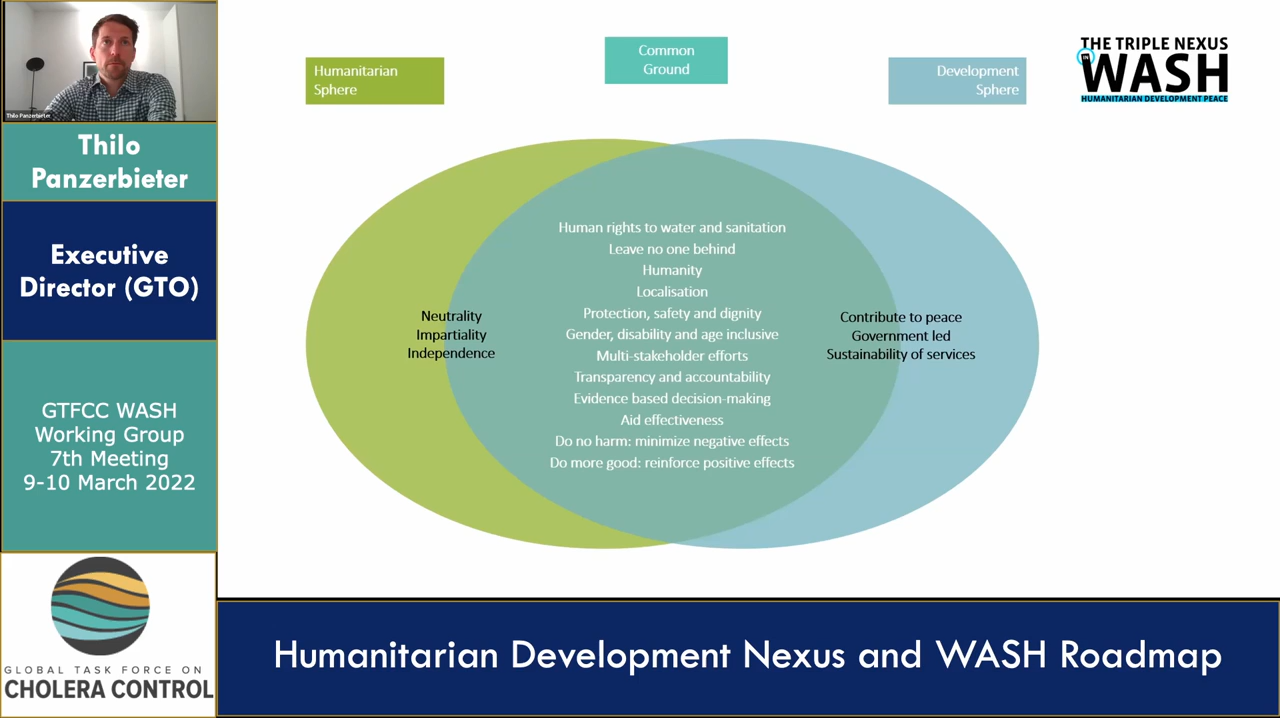 Thilo Panzerbieter
Thilo
Panzerbieter
Executive
Director (GTO)
GTFCC WASH
Working Group
7th Meeting
9-10 March 2022
GLOBAL TASK FORCE ON
CHOLERA CONTROL
Humanitarian
Sphere
Common
Ground
Development
Sphere
THE TRIPLE NEXUS
IN
WASH
HUMANITARIAN DEVELOPMENT PEACE
Neutrality
Impartiality
Independence
Human rights to water and sanitation
Leave no one behind
Humanity
Localisation
Protection, safety and dignity
Gender, disability and age inclusive
Multi-stakeholder efforts
Transparency and accountability
Evidence based decision-making
Aid effectiveness
Do no harm: minimize negative effects
Do more good: reinforce positive effects
Contribute to peace
Government led
Sustainability of services
Humanitarian Development Nexus and WASH Roadmap